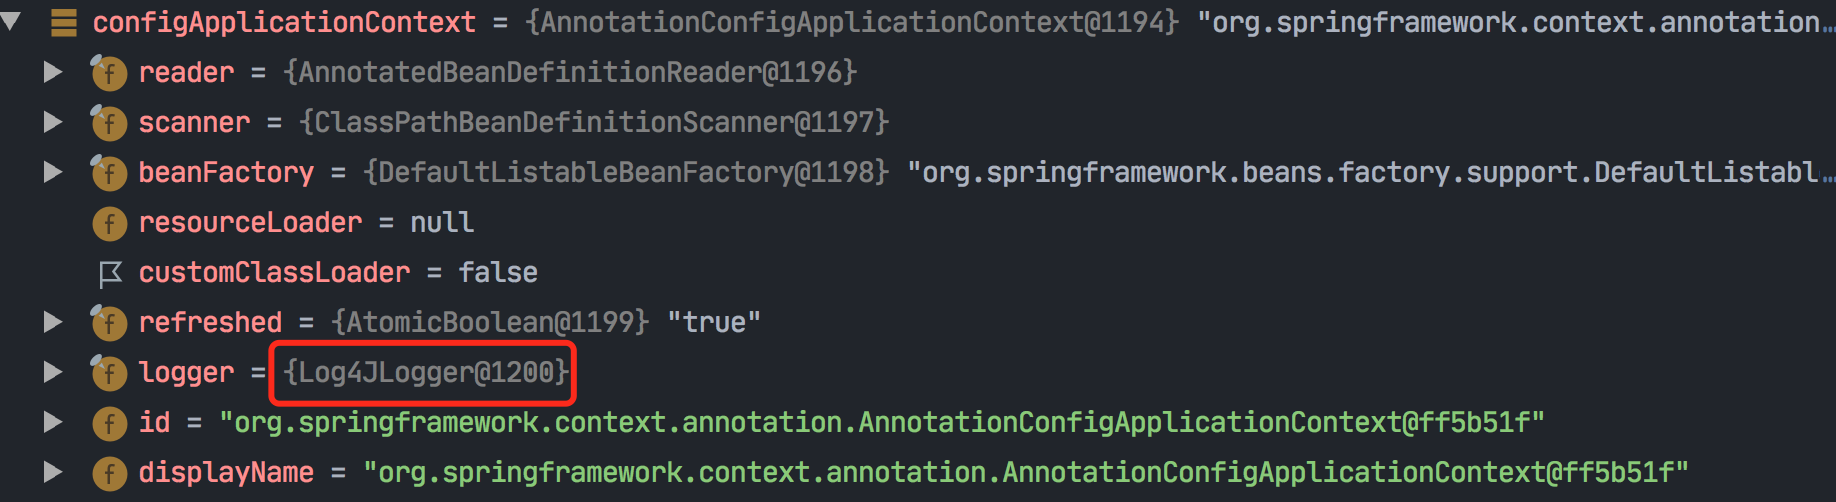 configApplicationContext = {AnnotationConfigApplicationContext@1194} "org.springframework.context.annotation...
f reader = {AnnotatedBeanDefinitionReader@1196}
f scanner = {ClassPathBeanDefinitionScanner@1197}
f beanFactory = {DefaultListableBeanFactory@1198} "org.springframework.beans.factory.support.DefaultListabl...
f resourceLoader = null
customClassLoader = false
f refreshed = {AtomicBoolean@1199} "true"
f logger = {Log4JLogger@1200}
f id = "org.springframework.context.annotation.AnnotationConfigApplicationContext@ff5b51f"
f displayName = "org.springframework.context.annotation.AnnotationConfigApplicationContext@ff5b51f"